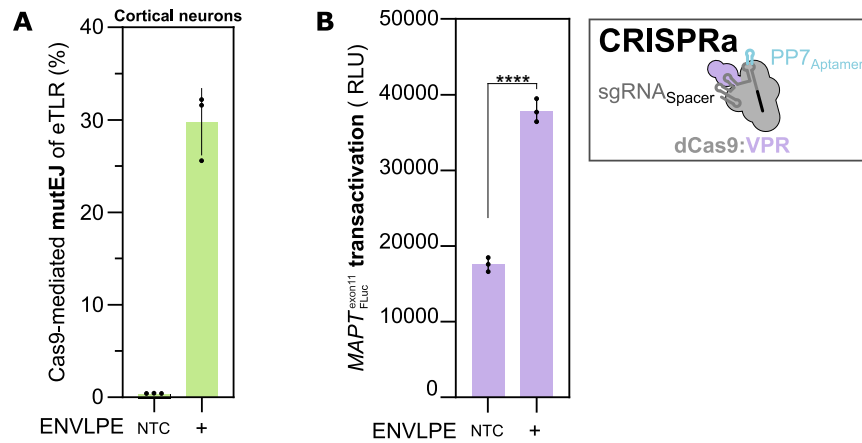 A
Cortical neurons
Cas9-mediated mutEJ of eTLR (%)
40
30
20
10
0
ENVLPE NTC +
B
MAPT exon11 FLuc transactivation ( RLU)
50000
40000
30000
20000
10000
0
****
ENVLPE NTC +
CRISPRa
PP7Aptamer
sgRNASpacer
dCas9:VPR